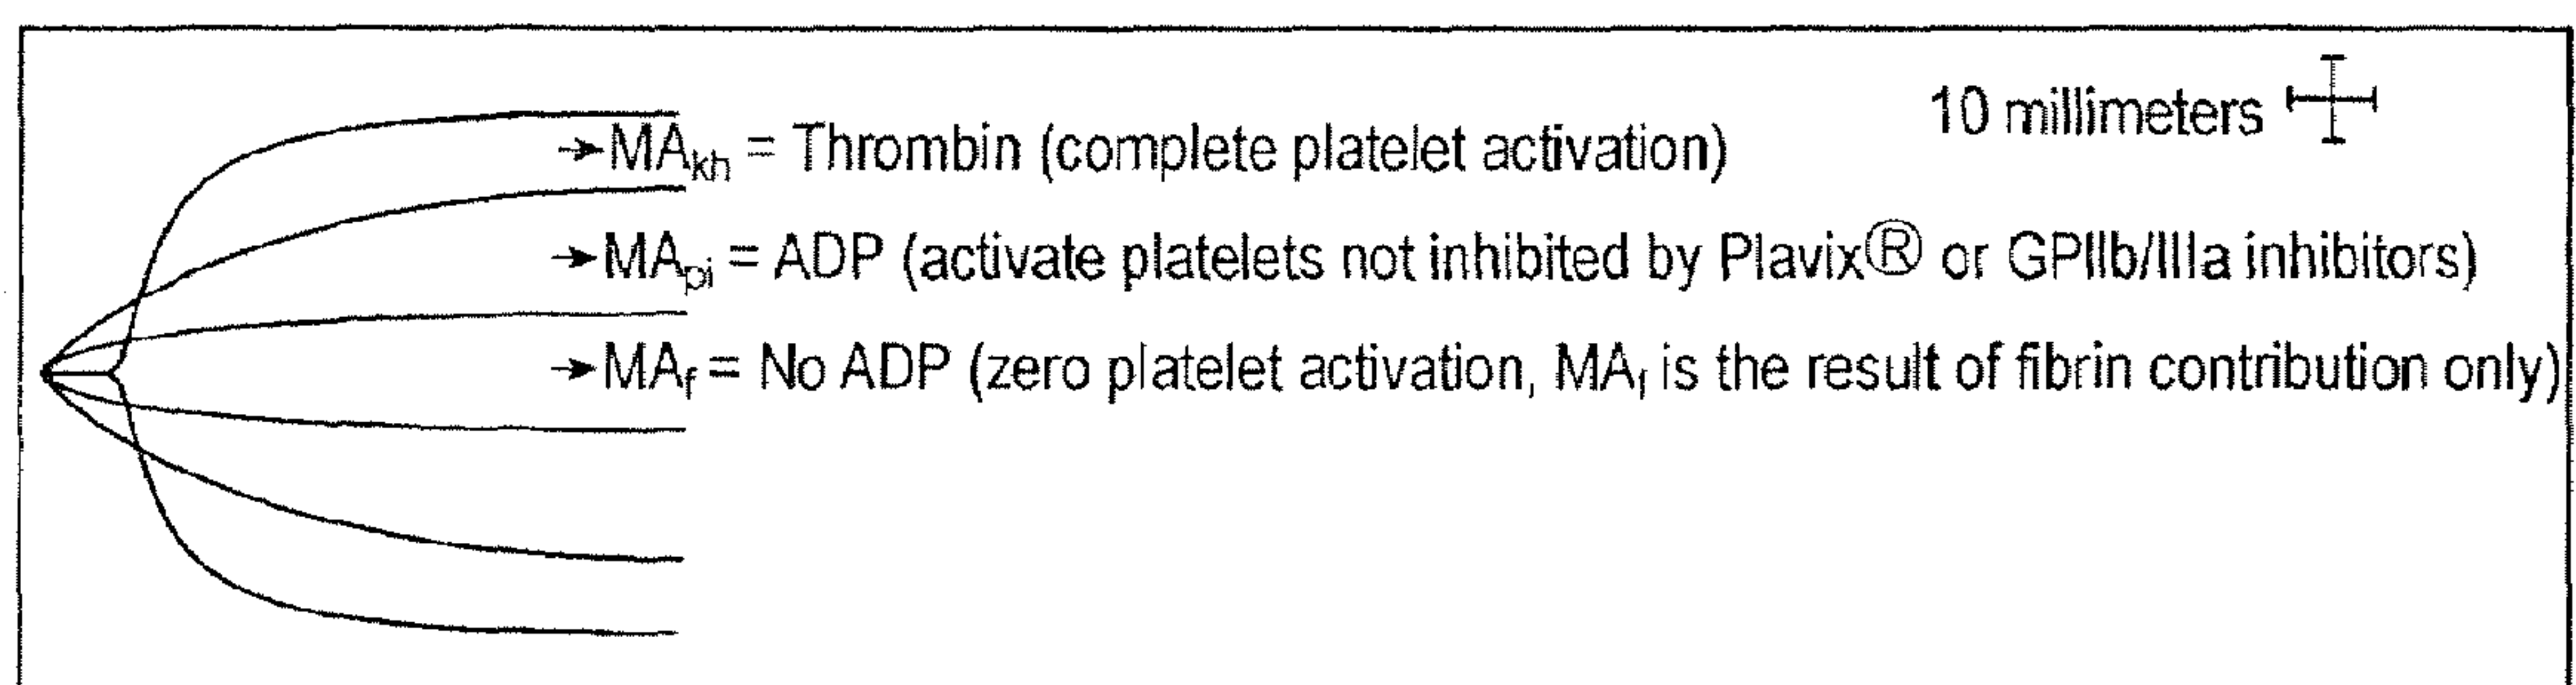 10 millimeters
→MAkh = Thrombin (complete platelet activation)
→MApi = ADP (activate platelets not inhibited by Plavix® or GPIIb/IIIa inhibitors)
→MAf = No ADP (zero platelet activation, MAf is the result of fibrin contribution only)